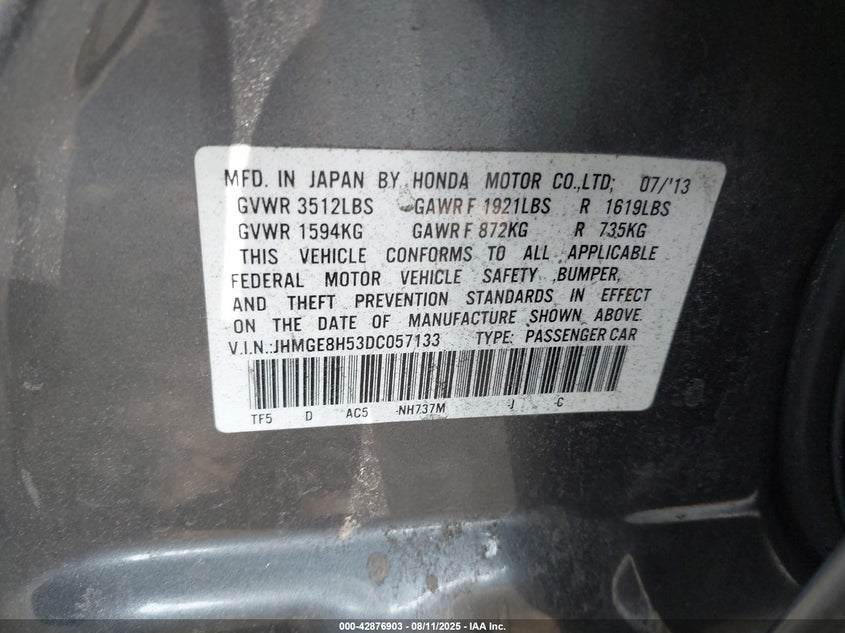 MFD. IN JAPAN BY HONDA MOTOR CO.,LTD; 07/'13
GVWR 3512LBS GAWR F 1921LBS R 1619LBS
GVWR 1594KG GAWR F 872KG R 735KG
THIS VEHICLE CONFORMS TO ALL APPLICABLE
FEDERAL MOTOR VEHICLE SAFETY ,BUMPER,
AND THEFT PREVENTION STANDARDS IN EFFECT
ON THE DATE OF MANUFACTURE SHOWN ABOVE.
V.I.N.:JHMGE8H53DC057133 TYPE: PASSENGER CAR
TF5 D AC5 NH737M J C
000-42876903 - 08/11/2025 - IAA Inc.